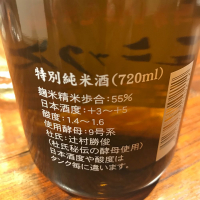 特別純米酒(720ml)
麹米精米歩合:55%
日本酒度:+3~+5
酸度:1.4~1.6
使用酵母:9号系
杜氏:辻村勝俊
(杜氏秘伝の酵母使用)
日本酒度や酸度は
タンク毎に違います。